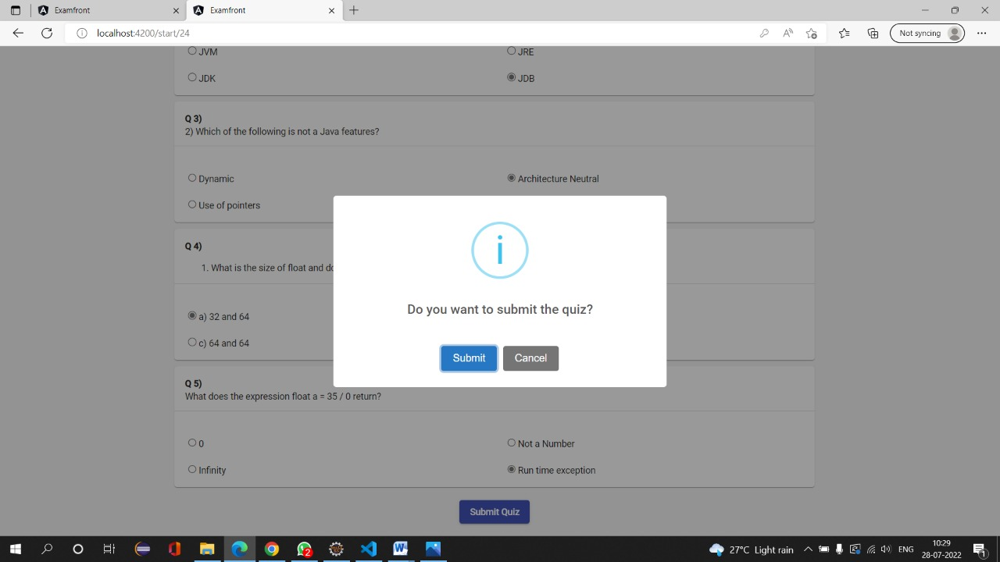 Examfront
Examfront
localhost:4200/start/24
Not syncing
JVM
JRE
JDK
JDB
Q 3)
2) Which of the following is not a Java features?
Dynamic
Architecture Neutral
Use of pointers
Q 4)
1. What is the size of float and
a) 32 and 64
c) 64 and 64
i
Do you want to submit the quiz?
Submit
Cancel
Q 5)
What does the expression float a = 35 / 0 return?
0
Not a Number
Infinity
Run time exception
Submit Quiz
2
27°C Light rain
ENG
10:29
28-07-2022
1